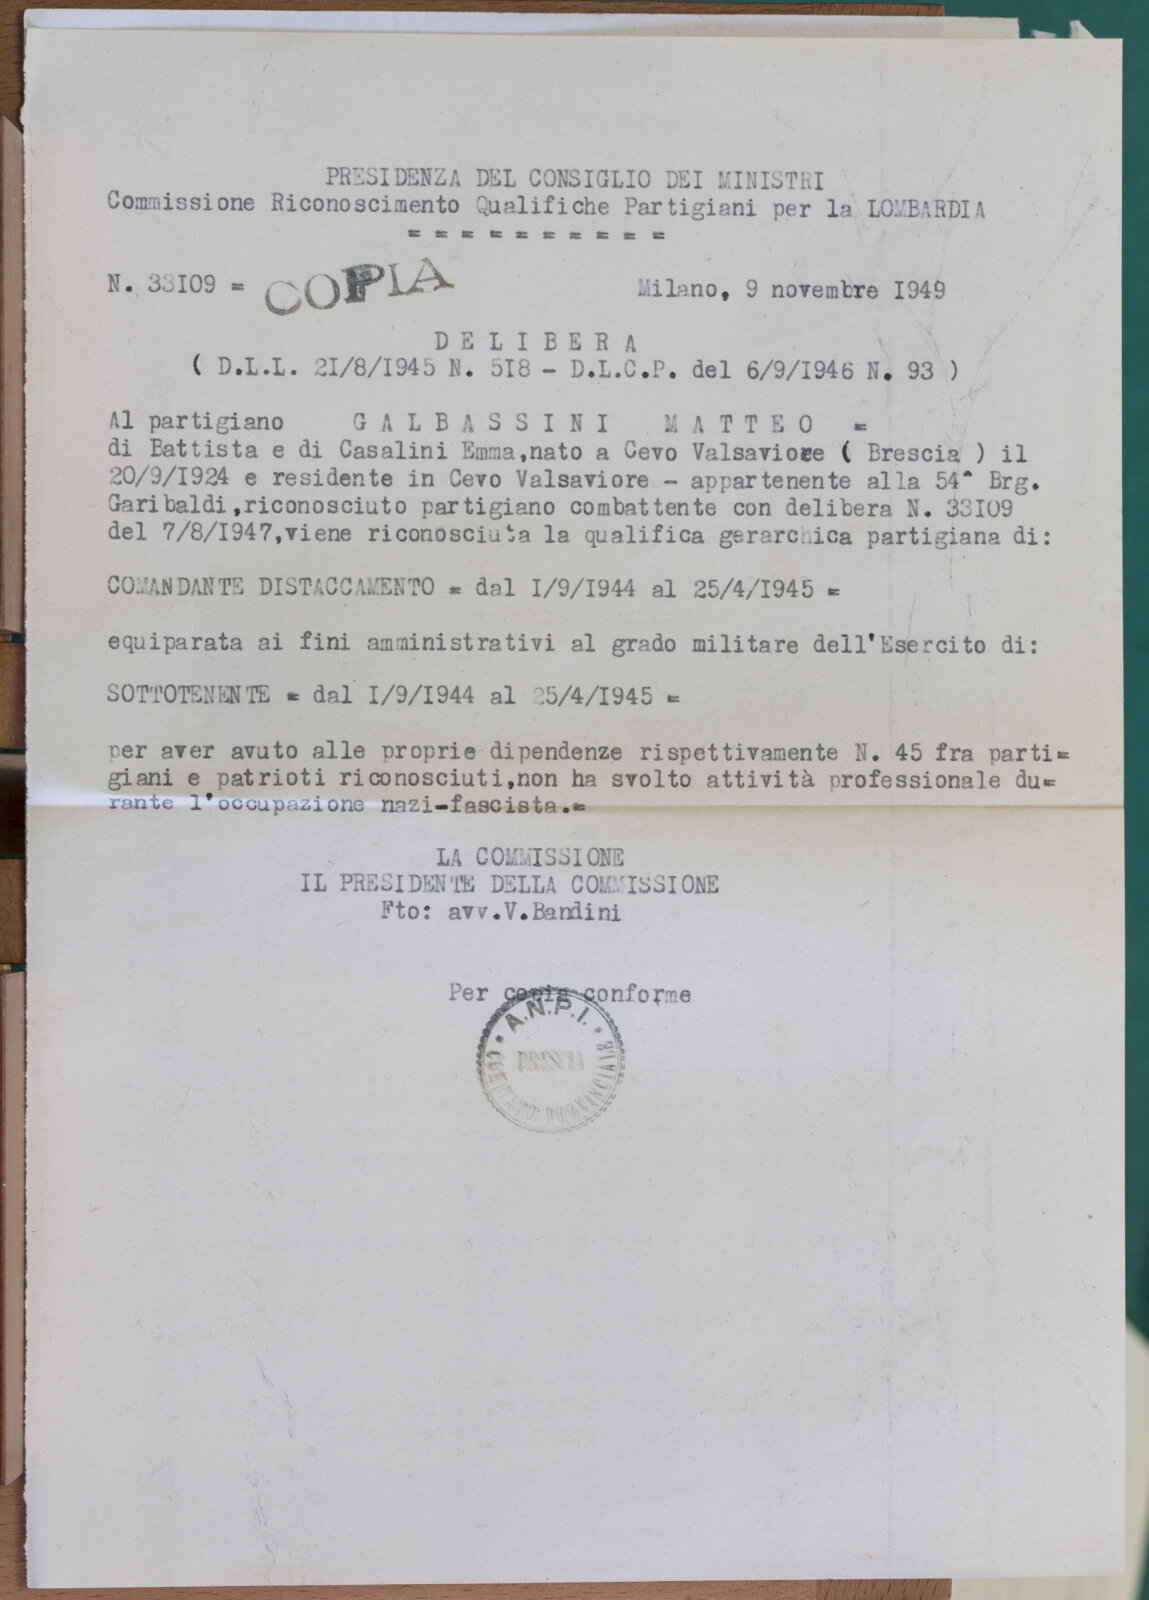 PRESIDENZA DEL CONSIGLIO DEI MINISTRI
Commissione Riconoscimento Qualifiche Partigiani per la LOMBARDIA
= = = = = = = = = =
N. 33I09 =
COPIA
Milano, 9 novembre I949
D E L I B E R A
( D.L.L. 2I/8/I945 N. 5I8 - D.L.C.P. del 6/9/I946 N. 93 )
Al partigiano G A L B A S S I N I M A T T E O =
di Battista e di Casalini Emma,nato a Cevo Valsaviore ( Brescia ) il
20/9/I924 e residente in Cevo Valsaviore - appartenente alla 54^ Brg.
Garibaldi,riconosciuto partigiano combattente con delibera N. 33I09
del 7/8/I947,viene riconosciuta la qualifica gerarchica partigiana di:
COMANDANTE DISTACCAMENTO = dal I/9/I944 al 25/4/I945 =
equiparata ai fini amministrativi al grado militare dell'Esercito di:
SOTTOTENENTE = dal I/9/I944 al 25/4/I945 =
per aver avuto alle proprie dipendenze rispettivamente N. 45 fra parti=
giani e patrioti riconosciuti,non ha svolto attività professionale du=
rante l'occupazione nazi-fascista.=
LA COMMISSIONE
IL PRESIDENTE DELLA COMMISSIONE
Fto: avv.V.Bandini
Per copia conforme
A.N.P.I.
BRESCIA
COMITATO PROVINCIALE